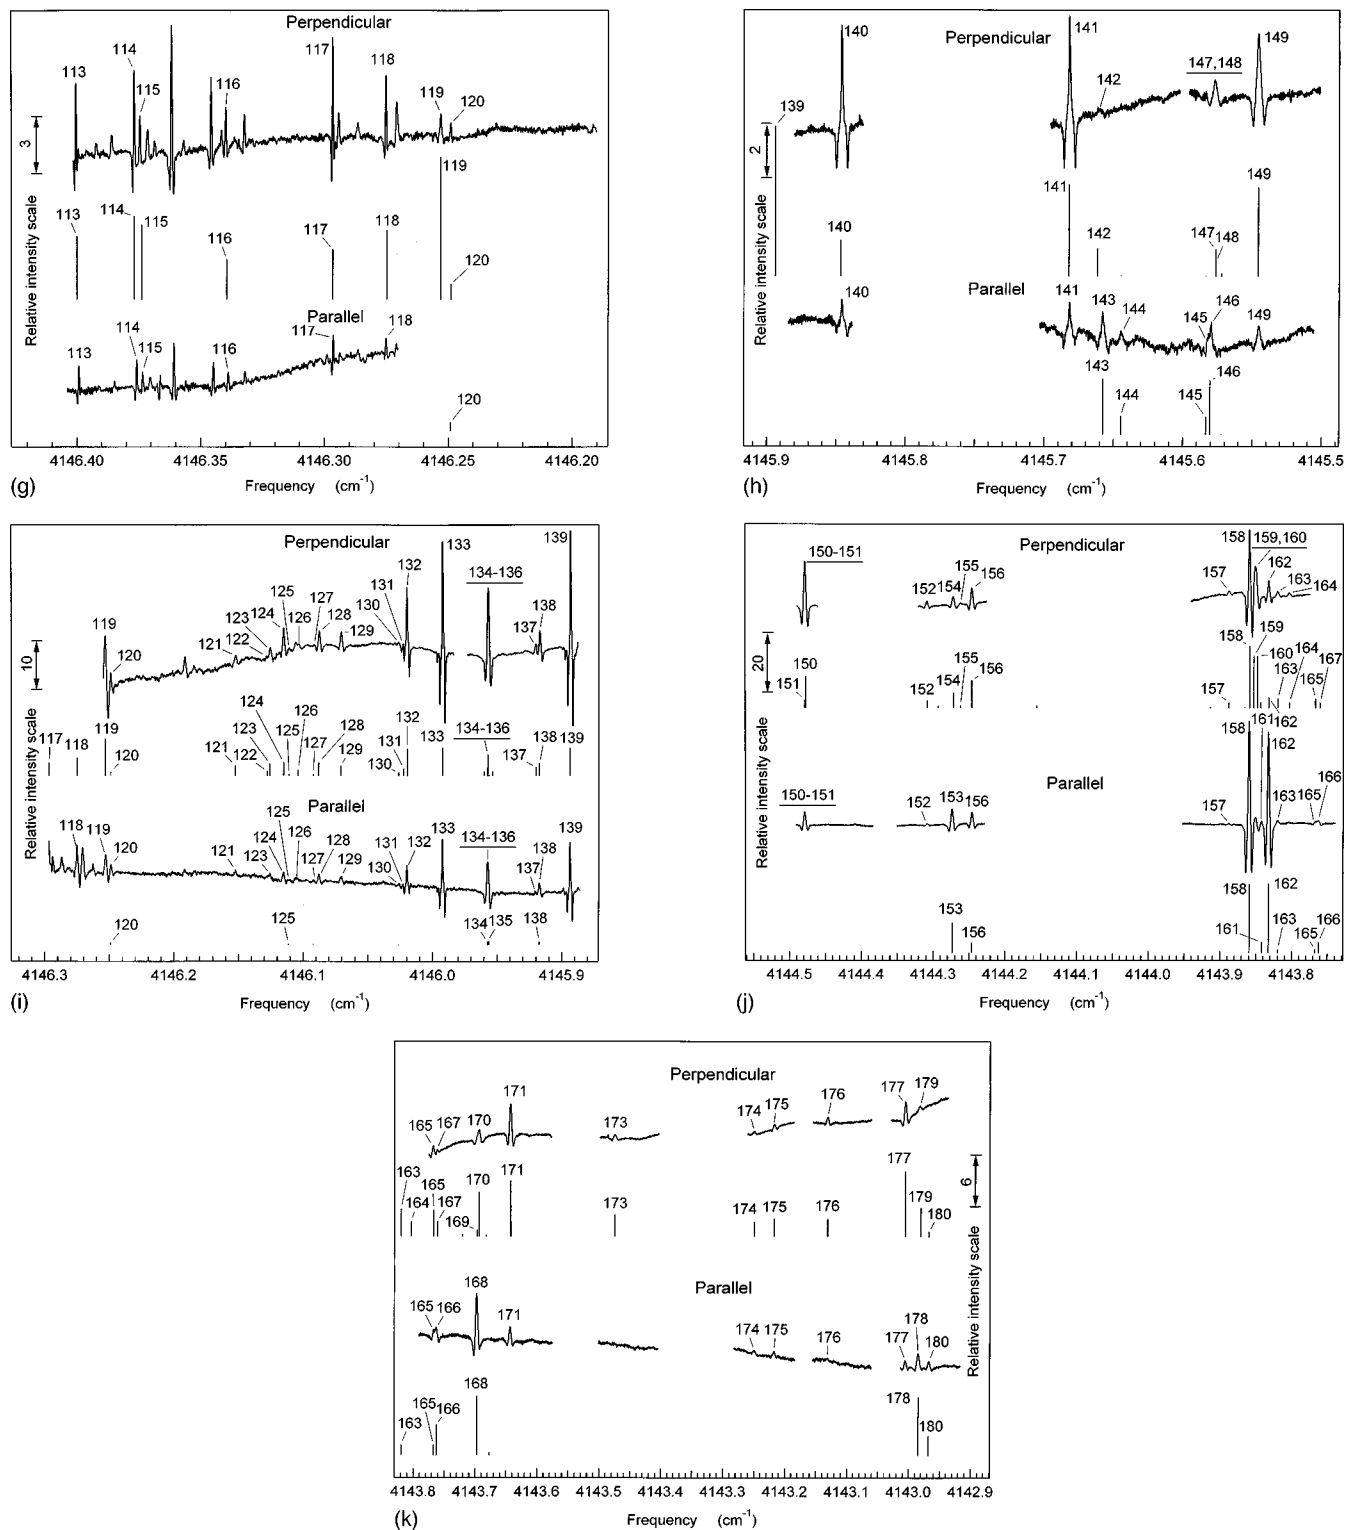 Perpendicular
113 114 115 116 117 118 119 120
3
119
113 114 115 116 117 118 120
Parallel
113 114 115 116 117 118
120
Relative intensity scale
4146.40 4146.35 4146.30 4146.25 4146.20
(g) Frequency (cm-1)
Perpendicular
139 140 141 142 147,148 149
2
140 141 142 147 148 149
Parallel
140 141 143 144 145 146 149
143 144 145 146
Relative intensity scale
4145.9 4145.8 4145.7 4145.6 4145.5
(h) Frequency (cm-1)
Perpendicular
119 120 121 122 123 124 125 126 127 128 129 130 131 132 133 134-136 137 138 139
10
117 118 119 120 121 122 123 124 125 126 127 128 129 130 131 132 133 134-136 137 138 139
Parallel
118 119 120 121 123 124 125 126 127 128 129 130 131 132 133 134-136 137 138 139
120 125 134 135 138
Relative intensity scale
4146.3 4146.2 4146.1 4146.0 4145.9
(i) Frequency (cm-1)
Perpendicular
150-151 152 154 155 156 157 158 159,160 162 163 164
20
151 150 152 154 155 156 157 158 159 160 161 162 163 164 165 167
Parallel
150-151 152 153 156 157 158 162 163 165 166
153 156 158 161 162 163 165 166
Relative intensity scale
4144.5 4144.4 4144.3 4144.2 4144.1 4144.0 4143.9 4143.8
(j) Frequency (cm-1)
Perpendicular
165 167 170 171 173 174 175 176 177 179
6
163 164 165 167 169 170 171 173 174 175 176 177 179 180
Parallel
165 166 168 171 174 175 176 177 178 180
163 165 166 168 178 180
Relative intensity scale
4143.8 4143.7 4143.6 4143.5 4143.4 4143.3 4143.2 4143.1 4143.0 4142.9
(k) Frequency (cm-1)